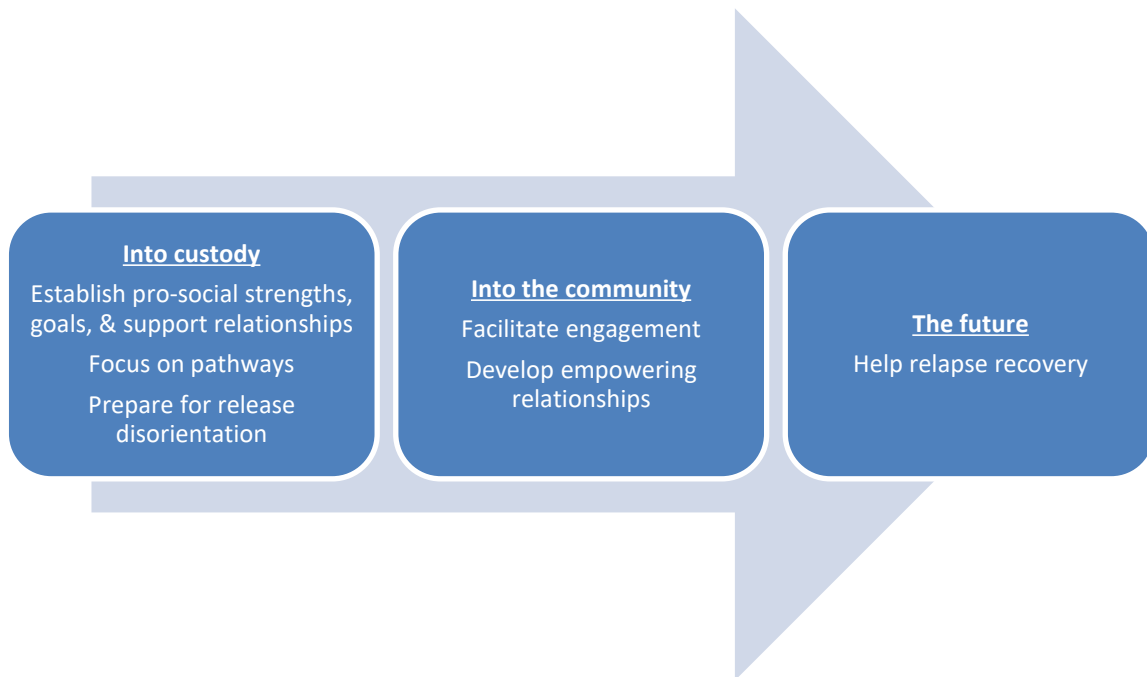 Into custody
Establish pro-social strengths,
goals, & support relationships
Focus on pathways
Prepare for release
disorientation
Into the community
Facilitate engagement
Develop empowering
relationships
The future
Help relapse recovery